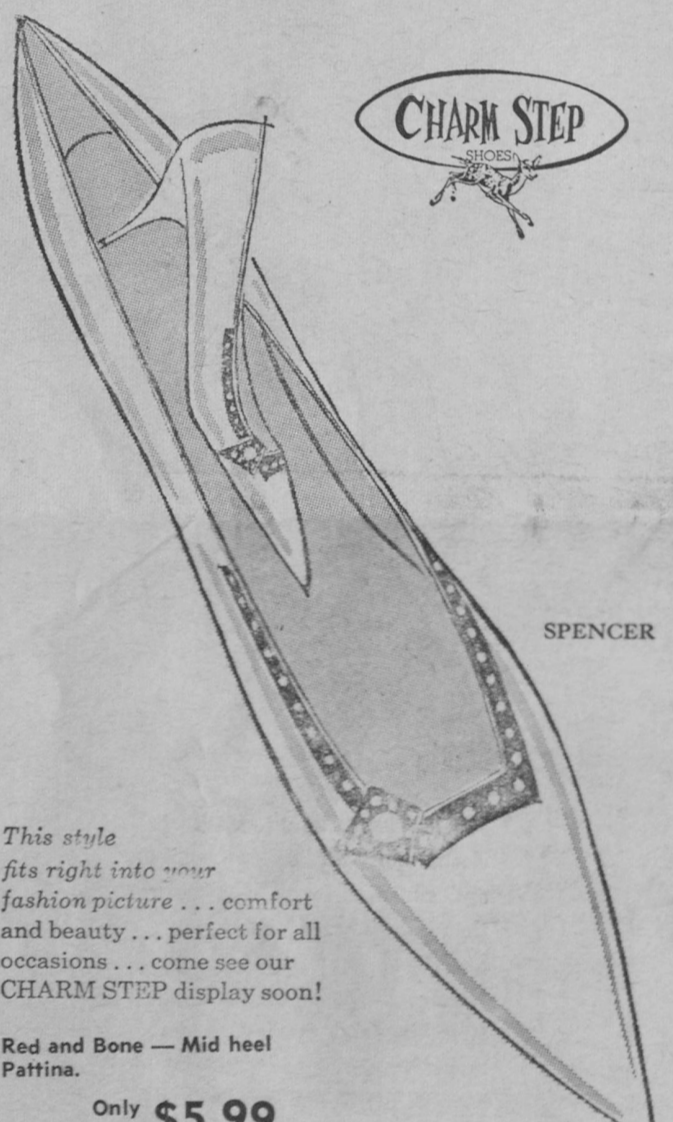 CHARM STEP
SHOES
SPENCER
This style
fits right into your
fashion picture . . . comfort
and beauty . . . perfect for all
occasions . . . come see our
CHARM STEP display soon!
Red and Bone — Mid heel
Pattina.
Only $5.99